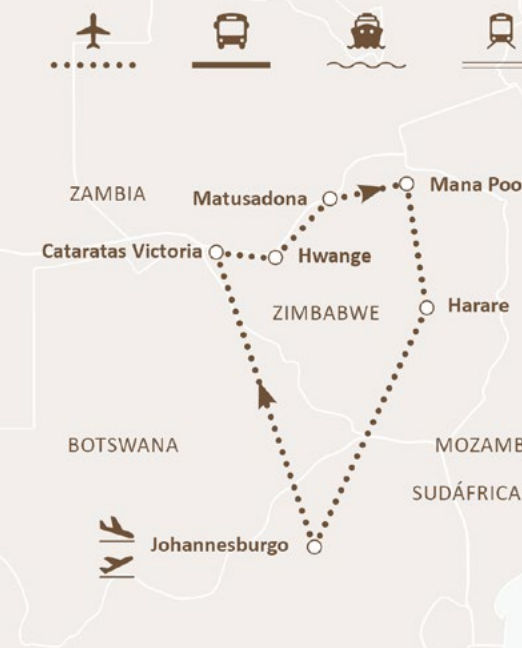 ZAMBIA
Matusadona
Mana Poo
Cataratas Victoria
Hwange
ZIMBABWE
Harare
BOTSWANA
MOZAMB
SUDÁFRICA
Johannesburgo